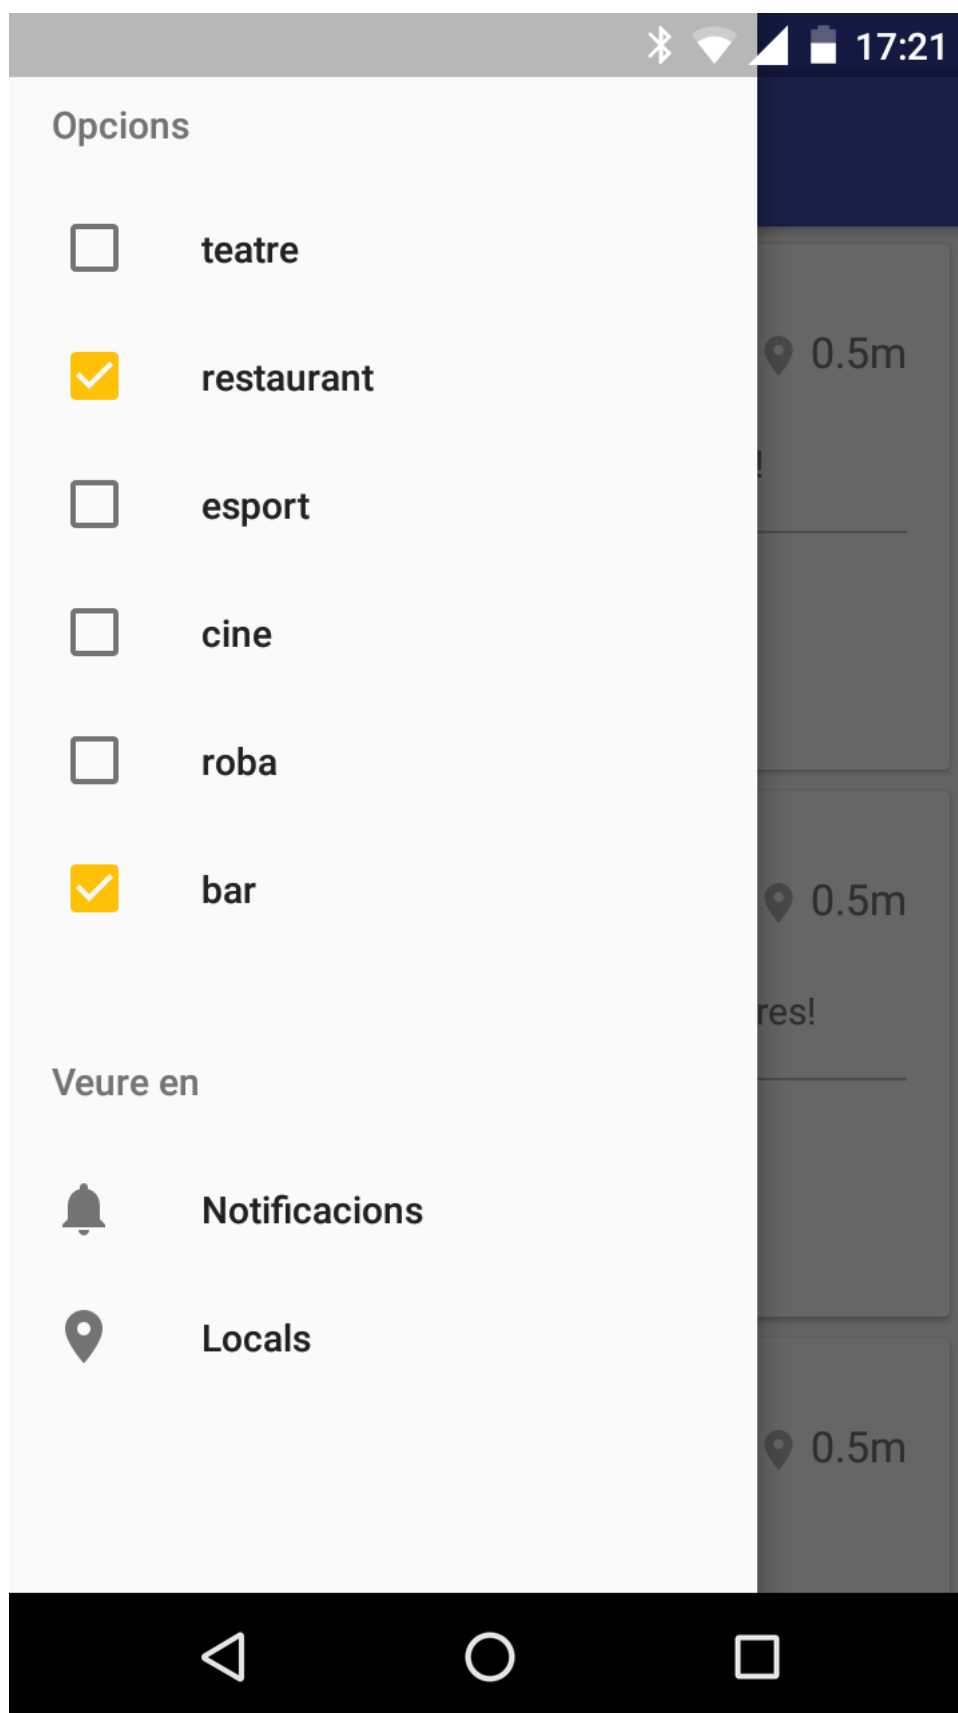 17:21
Opcions
teatre
restaurant
esport
cine
roba
bar
Veure en
Notificacions
Locals
0.5m
!
0.5m
res!
0.5m